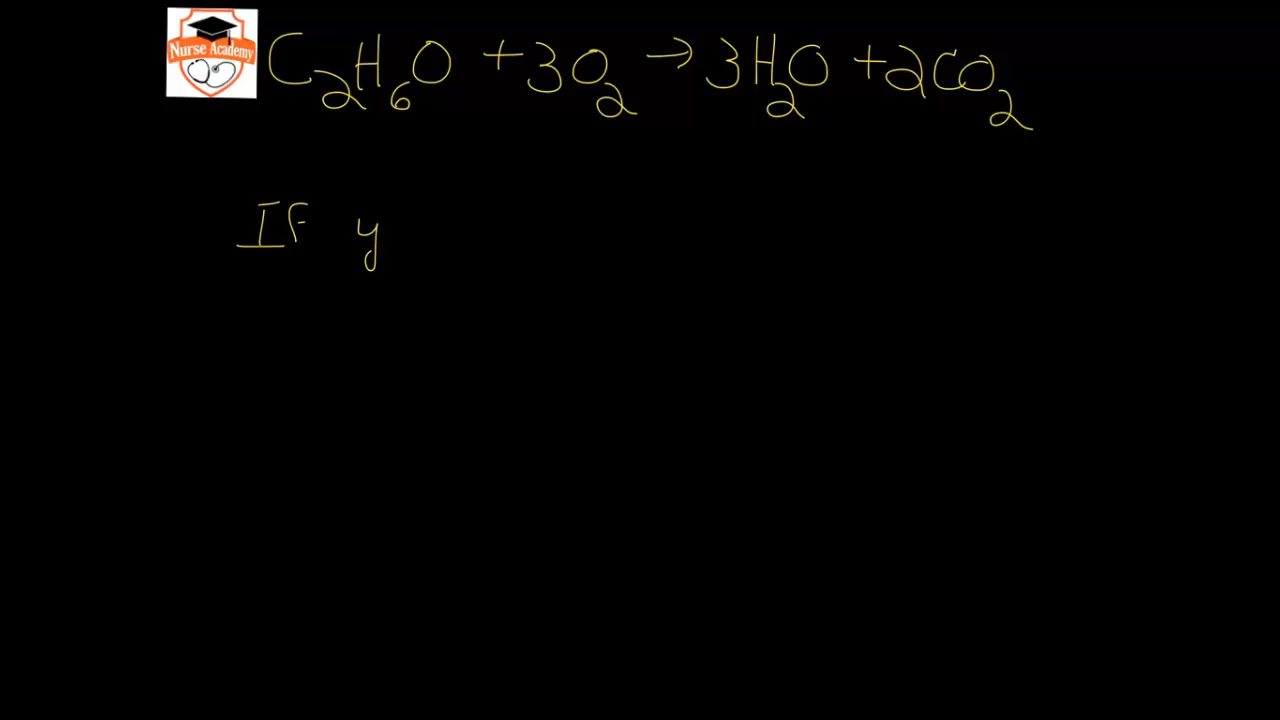 Nurse Academy
C₂H₆O + 3O₂ → 3H₂O + 2CO₂
IF y